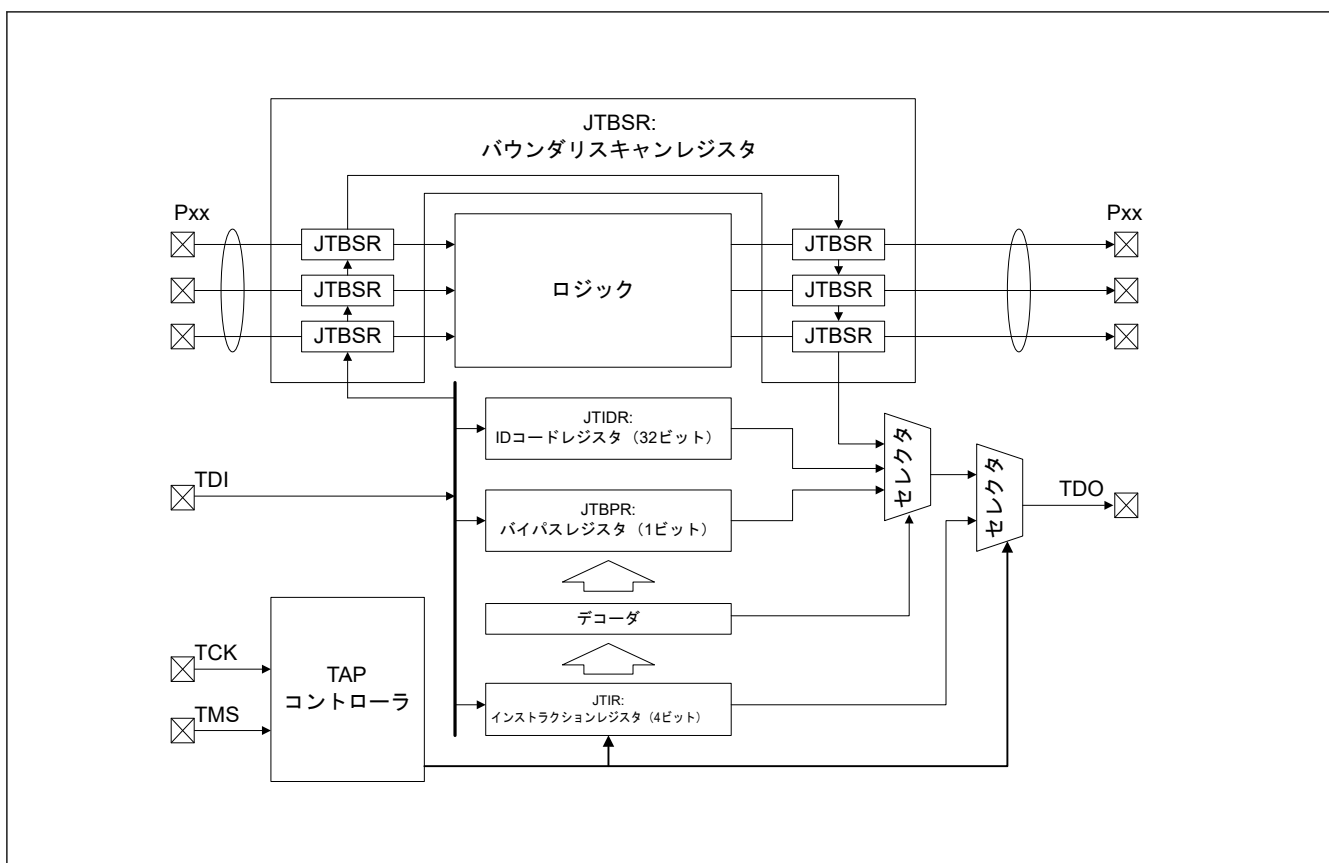 JTBSR:
バウンダリスキャンレジスタ
Pxx
Pxx
JTBSR
JTBSR
JTBSR
ロジック
JTBSR
JTBSR
JTBSR
JTIDR:
IDコードレジスタ（32ビット）
セレクタ
セレクタ
TDI
TDO
JTBPR:
バイパスレジスタ（1ビット）
デコーダ
TCK
TMS
TAP
コントローラ
JTIR:
インストラクションレジスタ（4ビット）